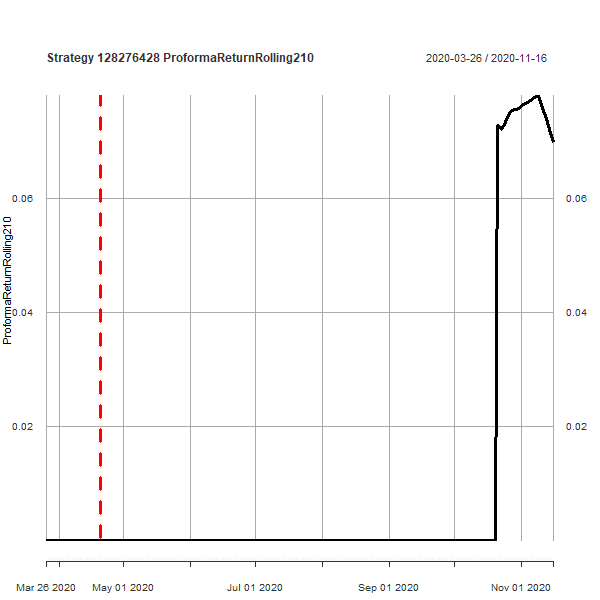 Strategy 128276428 ProformaReturnRolling210
2020-03-26 / 2020-11-16
ProformaReturnRolling210
0.06
0.06
0.04
0.04
0.02
0.02
Mar 26 2020
May 01 2020
Jul 01 2020
Sep 01 2020
Nov 01 2020